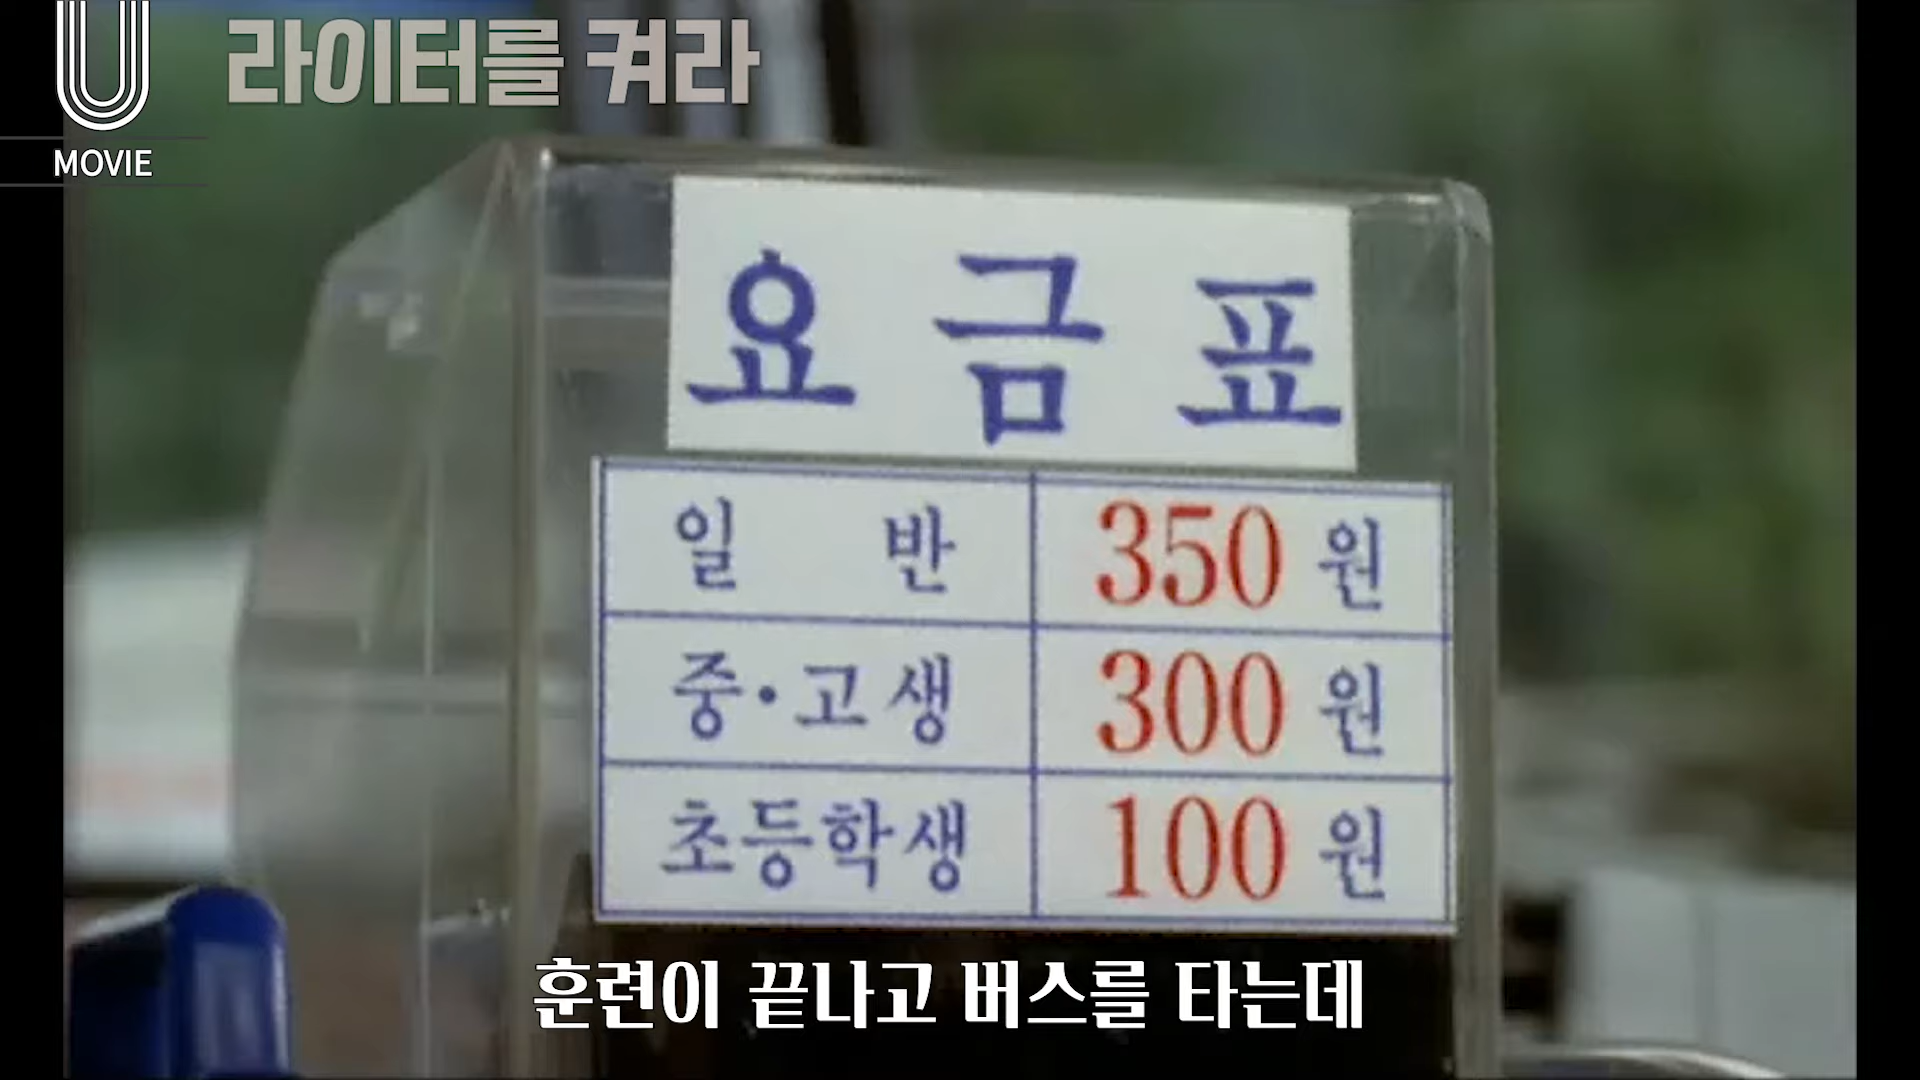 U
라이터를 켜라
MOVIE
요금표
일반 350 원
중·고생 300 원
초등학생 100 원
훈련이 끝나고 버스를 타는데